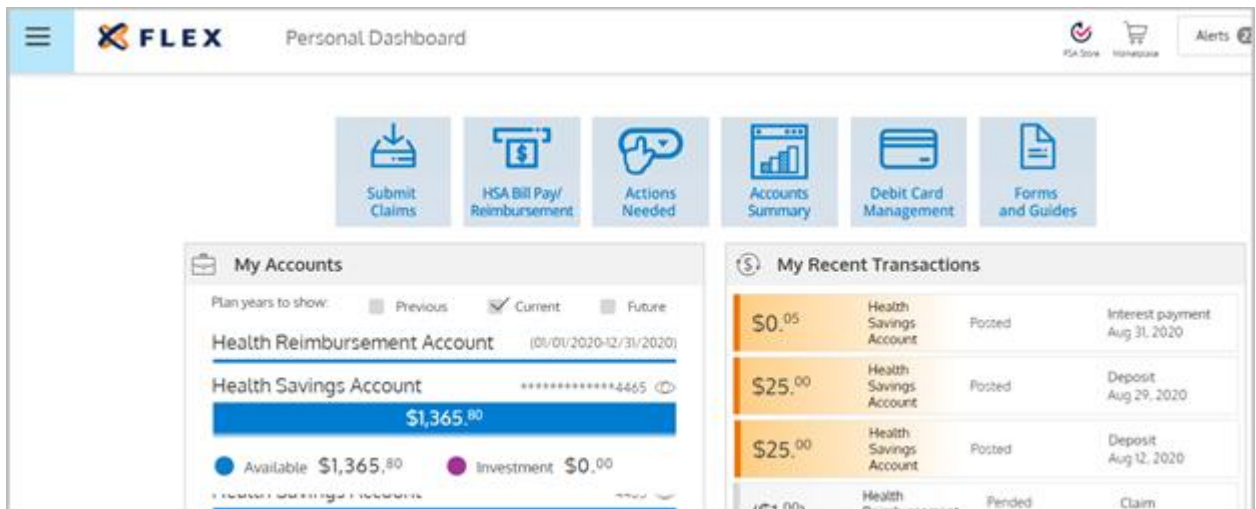 FLEX
Personal Dashboard
FSA Store
Marketplace
Alerts
Submit
Claims
HSA Bill Pay/
Reimbursement
Actions
Needed
Accounts
Summary
Debit Card
Management
Forms
and Guides
My Accounts
Plan years to show:
Previous
Current
Future
Health Reimbursement Account (01/01/2020-12/31/2020)
Health Savings Account *************4465
$1,365.80
Available $1,365.80
Investment $0.00
My Recent Transactions
$0.05
Health
Savings
Account
Posted
Interest payment
Aug 31, 2020
$25.00
Health
Savings
Account
Posted
Deposit
Aug 29, 2020
$25.00
Health
Savings
Account
Posted
Deposit
Aug 12, 2020
Health
Pended
Claim